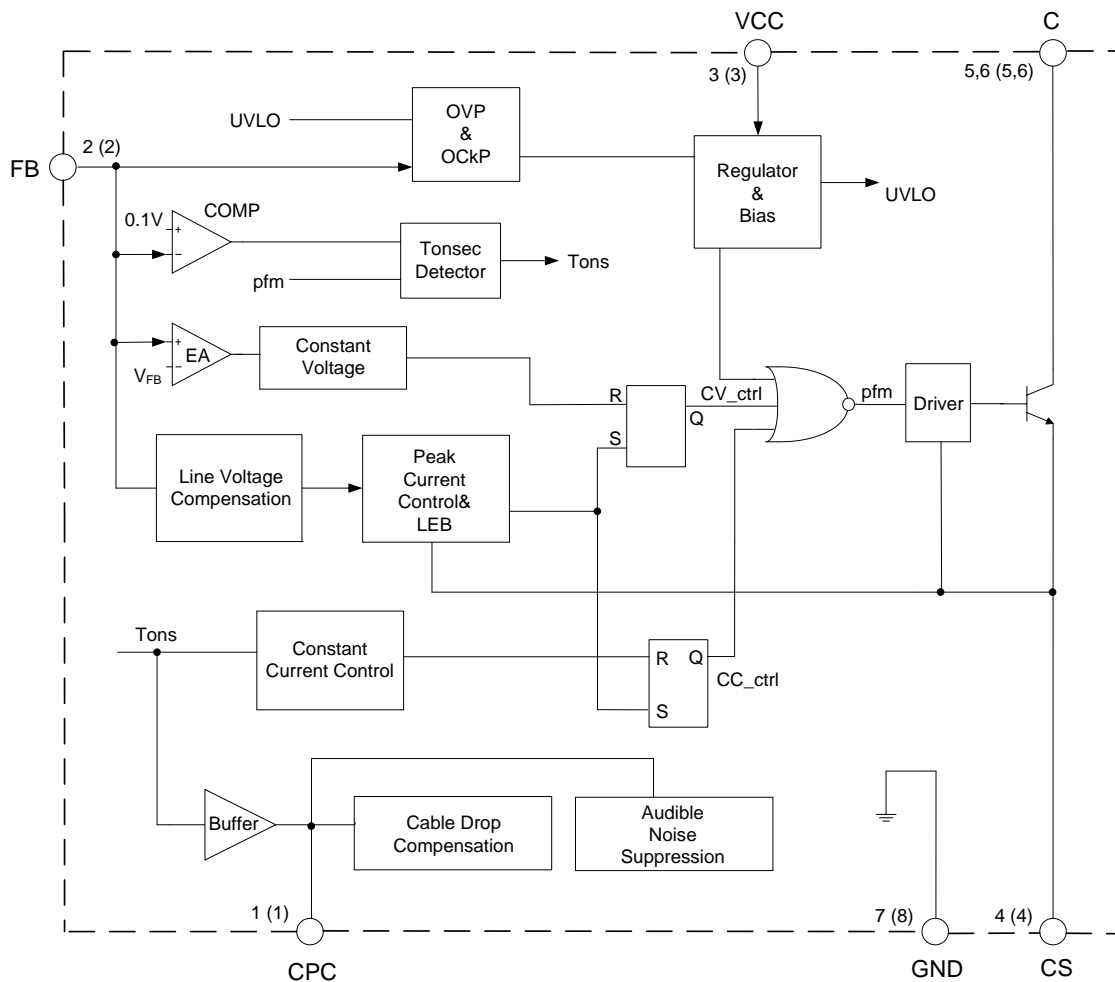 VCC
C
3 (3)
5,6 (5,6)
OVP
&
OCkP
UVLO
2 (2)
FB
Regulator
&
Bias
UVLO
COMP
0.1V
+
−
Tonsec
Detector
Tons
pfm
+
EA
−
VFB
Constant
Voltage
R
CV_ctrl
Q
S
pfm
Driver
Line Voltage
Compensation
Peak
Current
Control&
LEB
Tons
Constant
Current Control
R Q
CC_ctrl
S
Buffer
Cable Drop
Compensation
Audible
Noise
Suppression
1 (1)
7 (8)
4 (4)
CPC
GND
CS